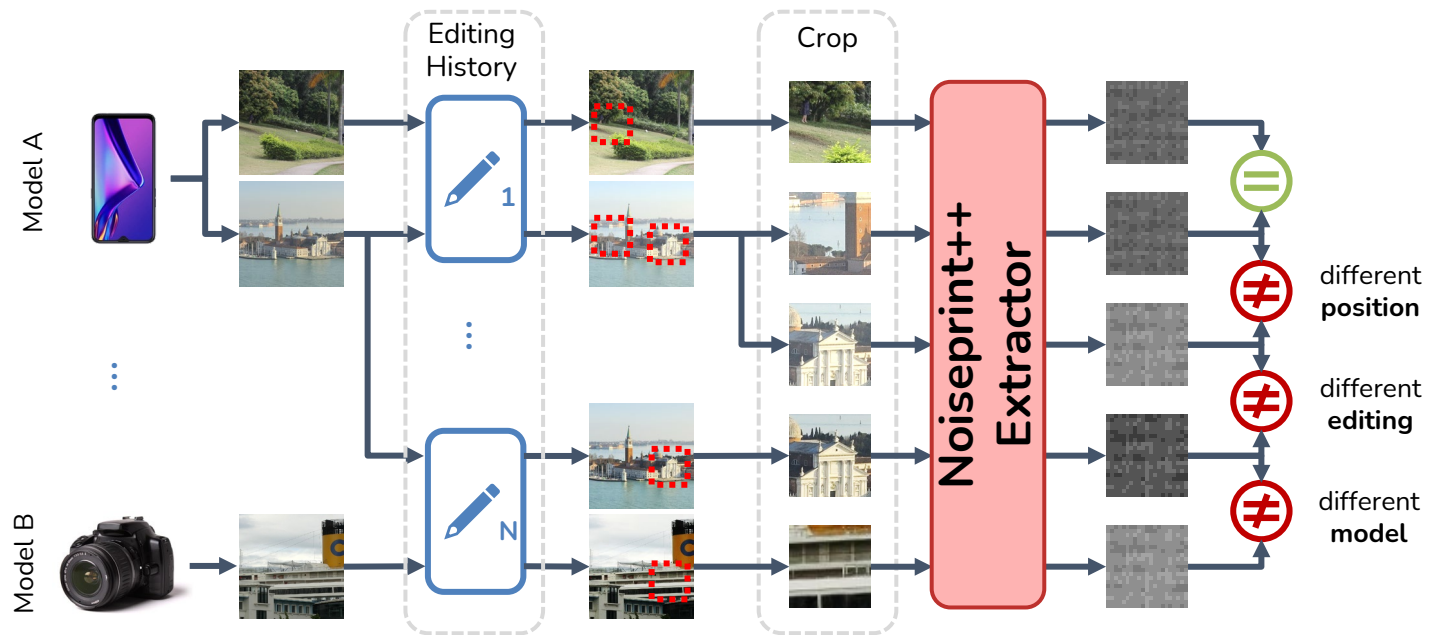 Editing
History
Crop
Model A
1
Noiseprint++
Extractor
=
≠
different
position
⋮
⋮
≠
different
editing
Model B
N
≠
different
model